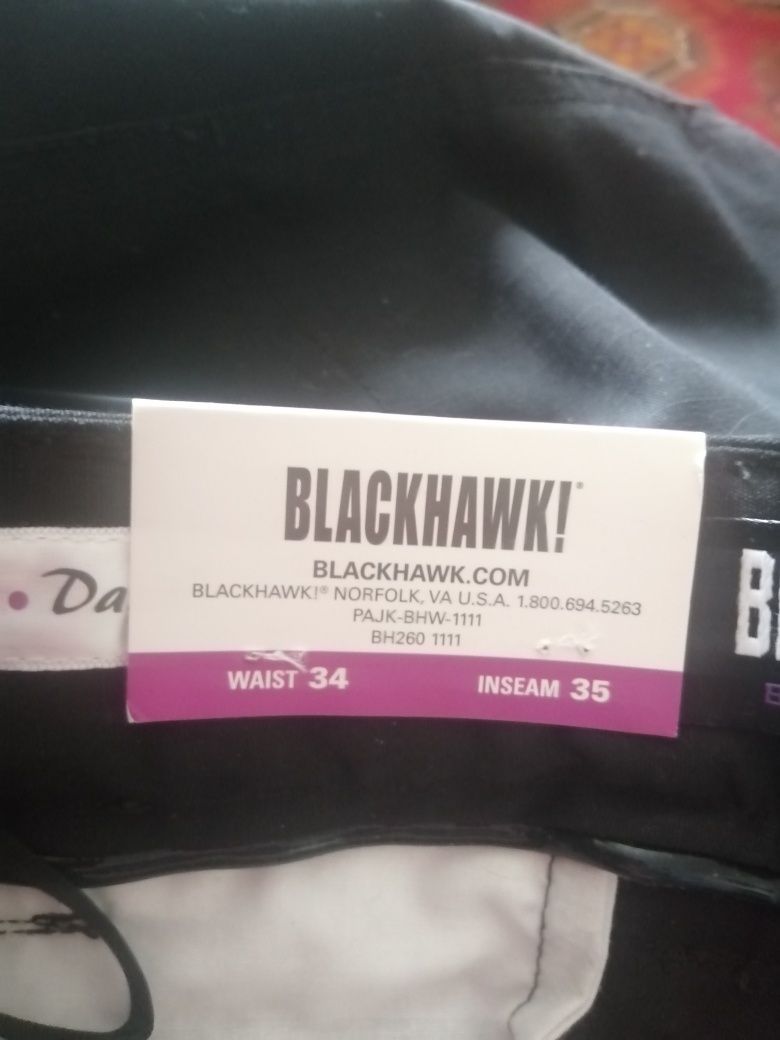 BLACKHAWK!®
BLACKHAWK.COM
BLACKHAWK!® NORFOLK, VA U.S.A. 1.800.694.5263
PAJK-BHW-1111
BH260 1111
WAIST 34 INSEAM 35
• Da
B